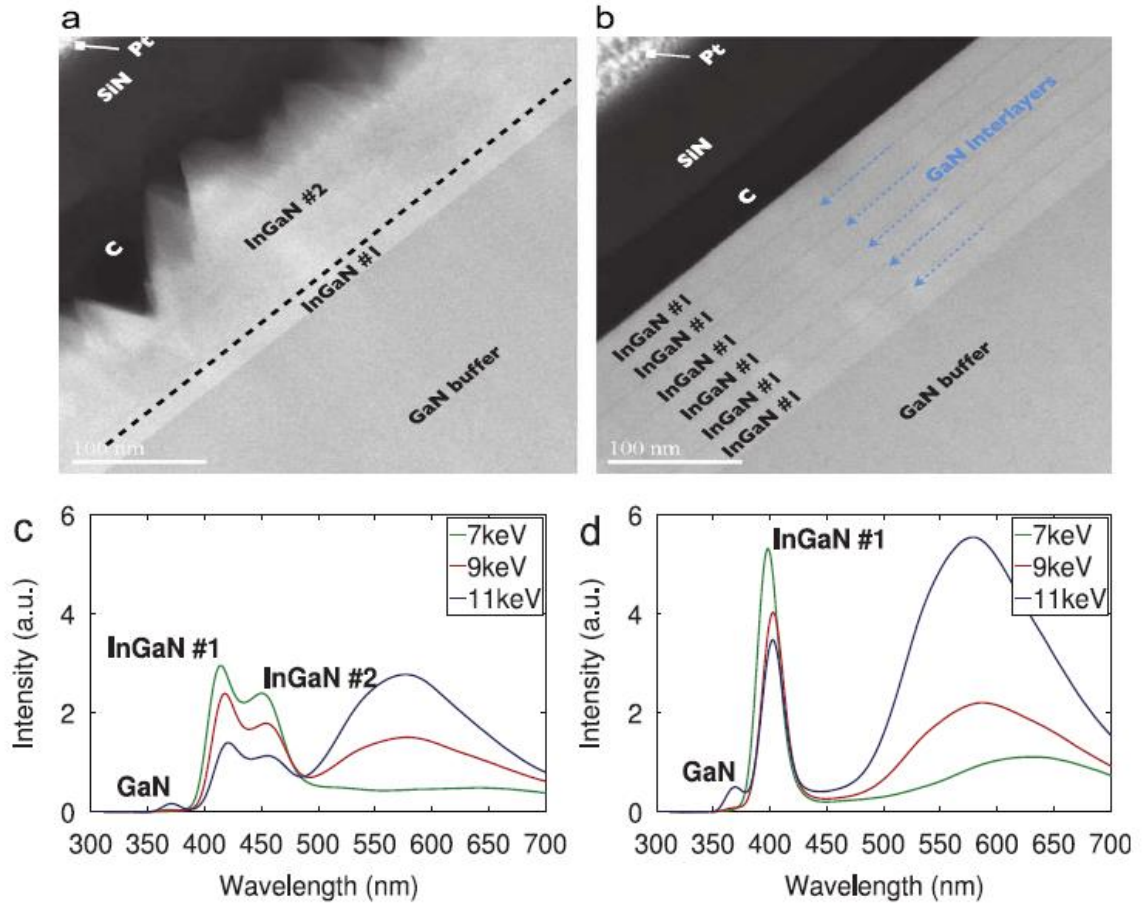 a
Pt
SiN
C
InGaN #2
InGaN #1
GaN buffer
100 nm
b
Pt
SiN
C
GaN interlayers
InGaN #1
InGaN #1
InGaN #1
InGaN #1
InGaN #1
InGaN #1
GaN buffer
100 nm
c
6
4
2
0
Intensity (a.u.)
7keV
9keV
11keV
InGaN #1
InGaN #2
GaN
300 350 400 450 500 550 600 650 700
Wavelength (nm)
d
6
4
2
0
Intensity (a.u.)
InGaN #1
7keV
9keV
11keV
GaN
300 350 400 450 500 550 600 650 700
Wavelength (nm)